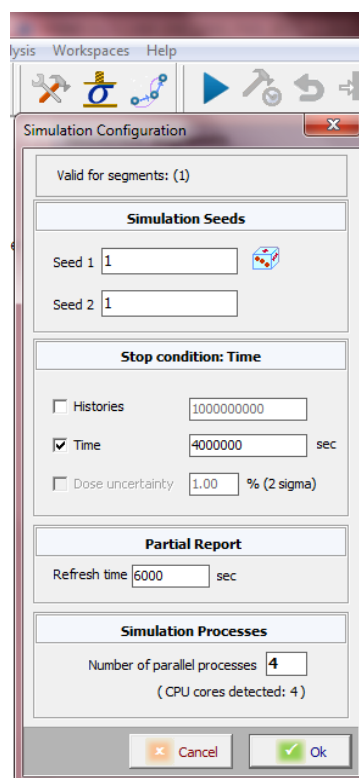 Workspaces Help
Simulation Configuration
Valid for segments: (1)
Simulation Seeds
Seed 1 1
Seed 2 1
Stop condition: Time
Histories 1000000000
Time 4000000 sec
Dose uncertainty 1.00 % (2 sigma)
Partial Report
Refresh time 6000 sec
Simulation Processes
Number of parallel processes 4
( CPU cores detected: 4 )
Cancel Ok